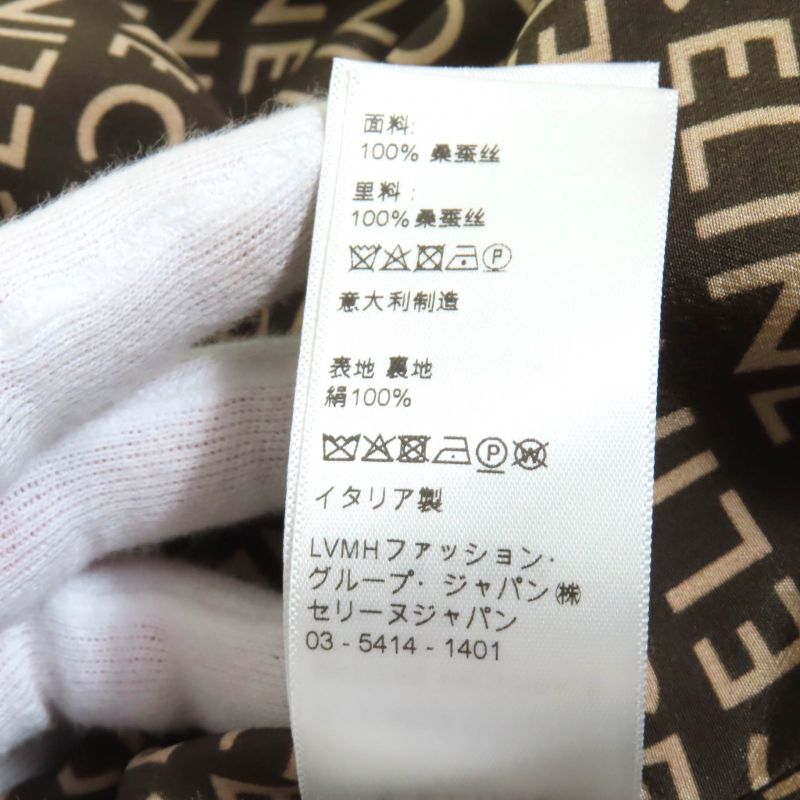 面料:
100% 桑蚕丝
里料:
100% 桑蚕丝
P
意大利制造
表地 裏地
絹100%
P W
イタリア製
LVMHファッション・
グループ・ジャパン㈱
セリーヌジャパン
03 - 5414 - 1401
CELINE